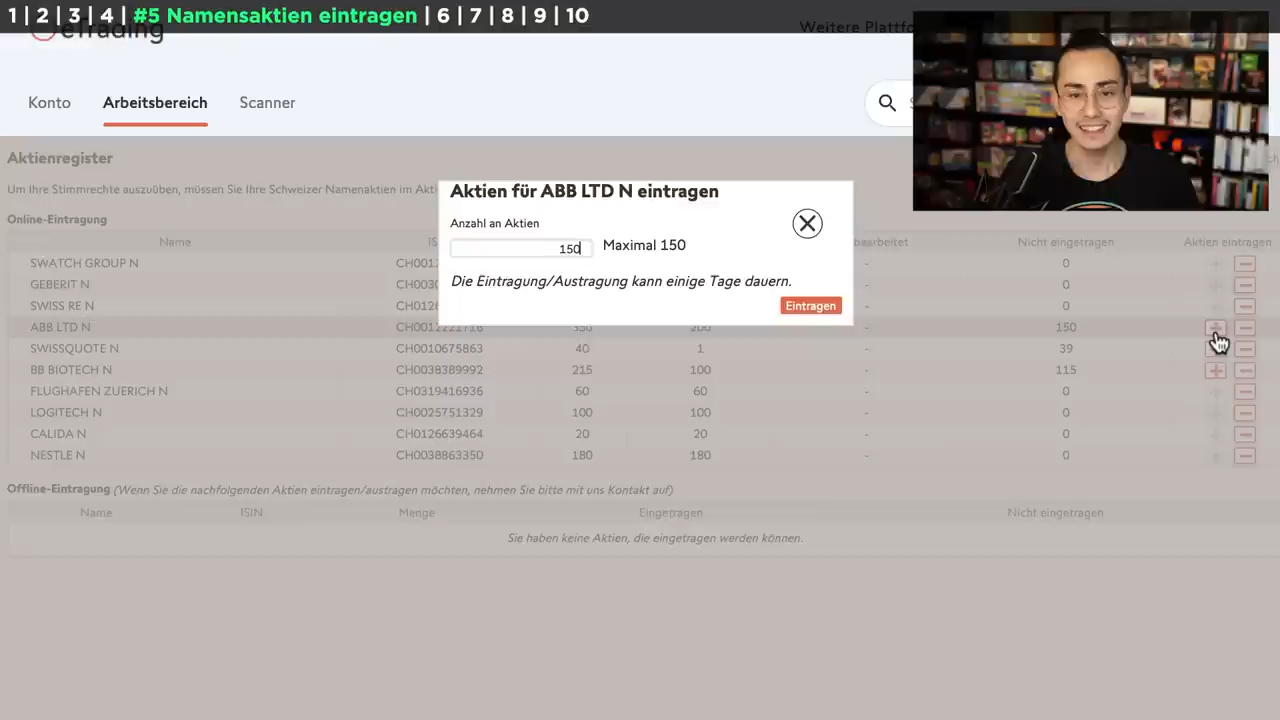 1 | 2 | 3 | 4 | #5 Namensaktien eintragen | 6 | 7 | 8 | 9 | 10
eTrading
Weitere
Konto Arbeitsbereich Scanner
Aktienregister
Um Ihre Stimmrechte auszuüben, müssen Sie Ihre Schweizer Namenaktien im
Aktien für ABB LTD N eintragen
Anzahl an Aktien
150 Maximal 150
Die Eintragung/Austragung kann einige Tage dauern.
Eintragen
Online-Eintragung
Name Nicht eingetragen Aktien eintragen
SWATCH GROUP N 0
GEBERIT N 0
SWISS RE N 0
ABB LTD N 150
SWISSQUOTE N CH0010675863 40 1 - 39
BB BIOTECH N CH0038389992 215 100 - 115
FLUGHAFEN ZUERICH N CH0319416936 60 60 - 0
LOGITECH N CH0025751329 100 100 - 0
CALIDA N CH0126639464 20 20 - 0
NESTLE N CH0038863350 180 180 - 0
Offline-Eintragung (Wenn Sie die nachfolgenden Aktien eintragen/austragen möchten, nehmen Sie bitte mit uns Kontakt auf)
Name ISIN Menge Eingetragen Nicht eingetragen
Sie haben keine Aktien, die eingetragen werden können.